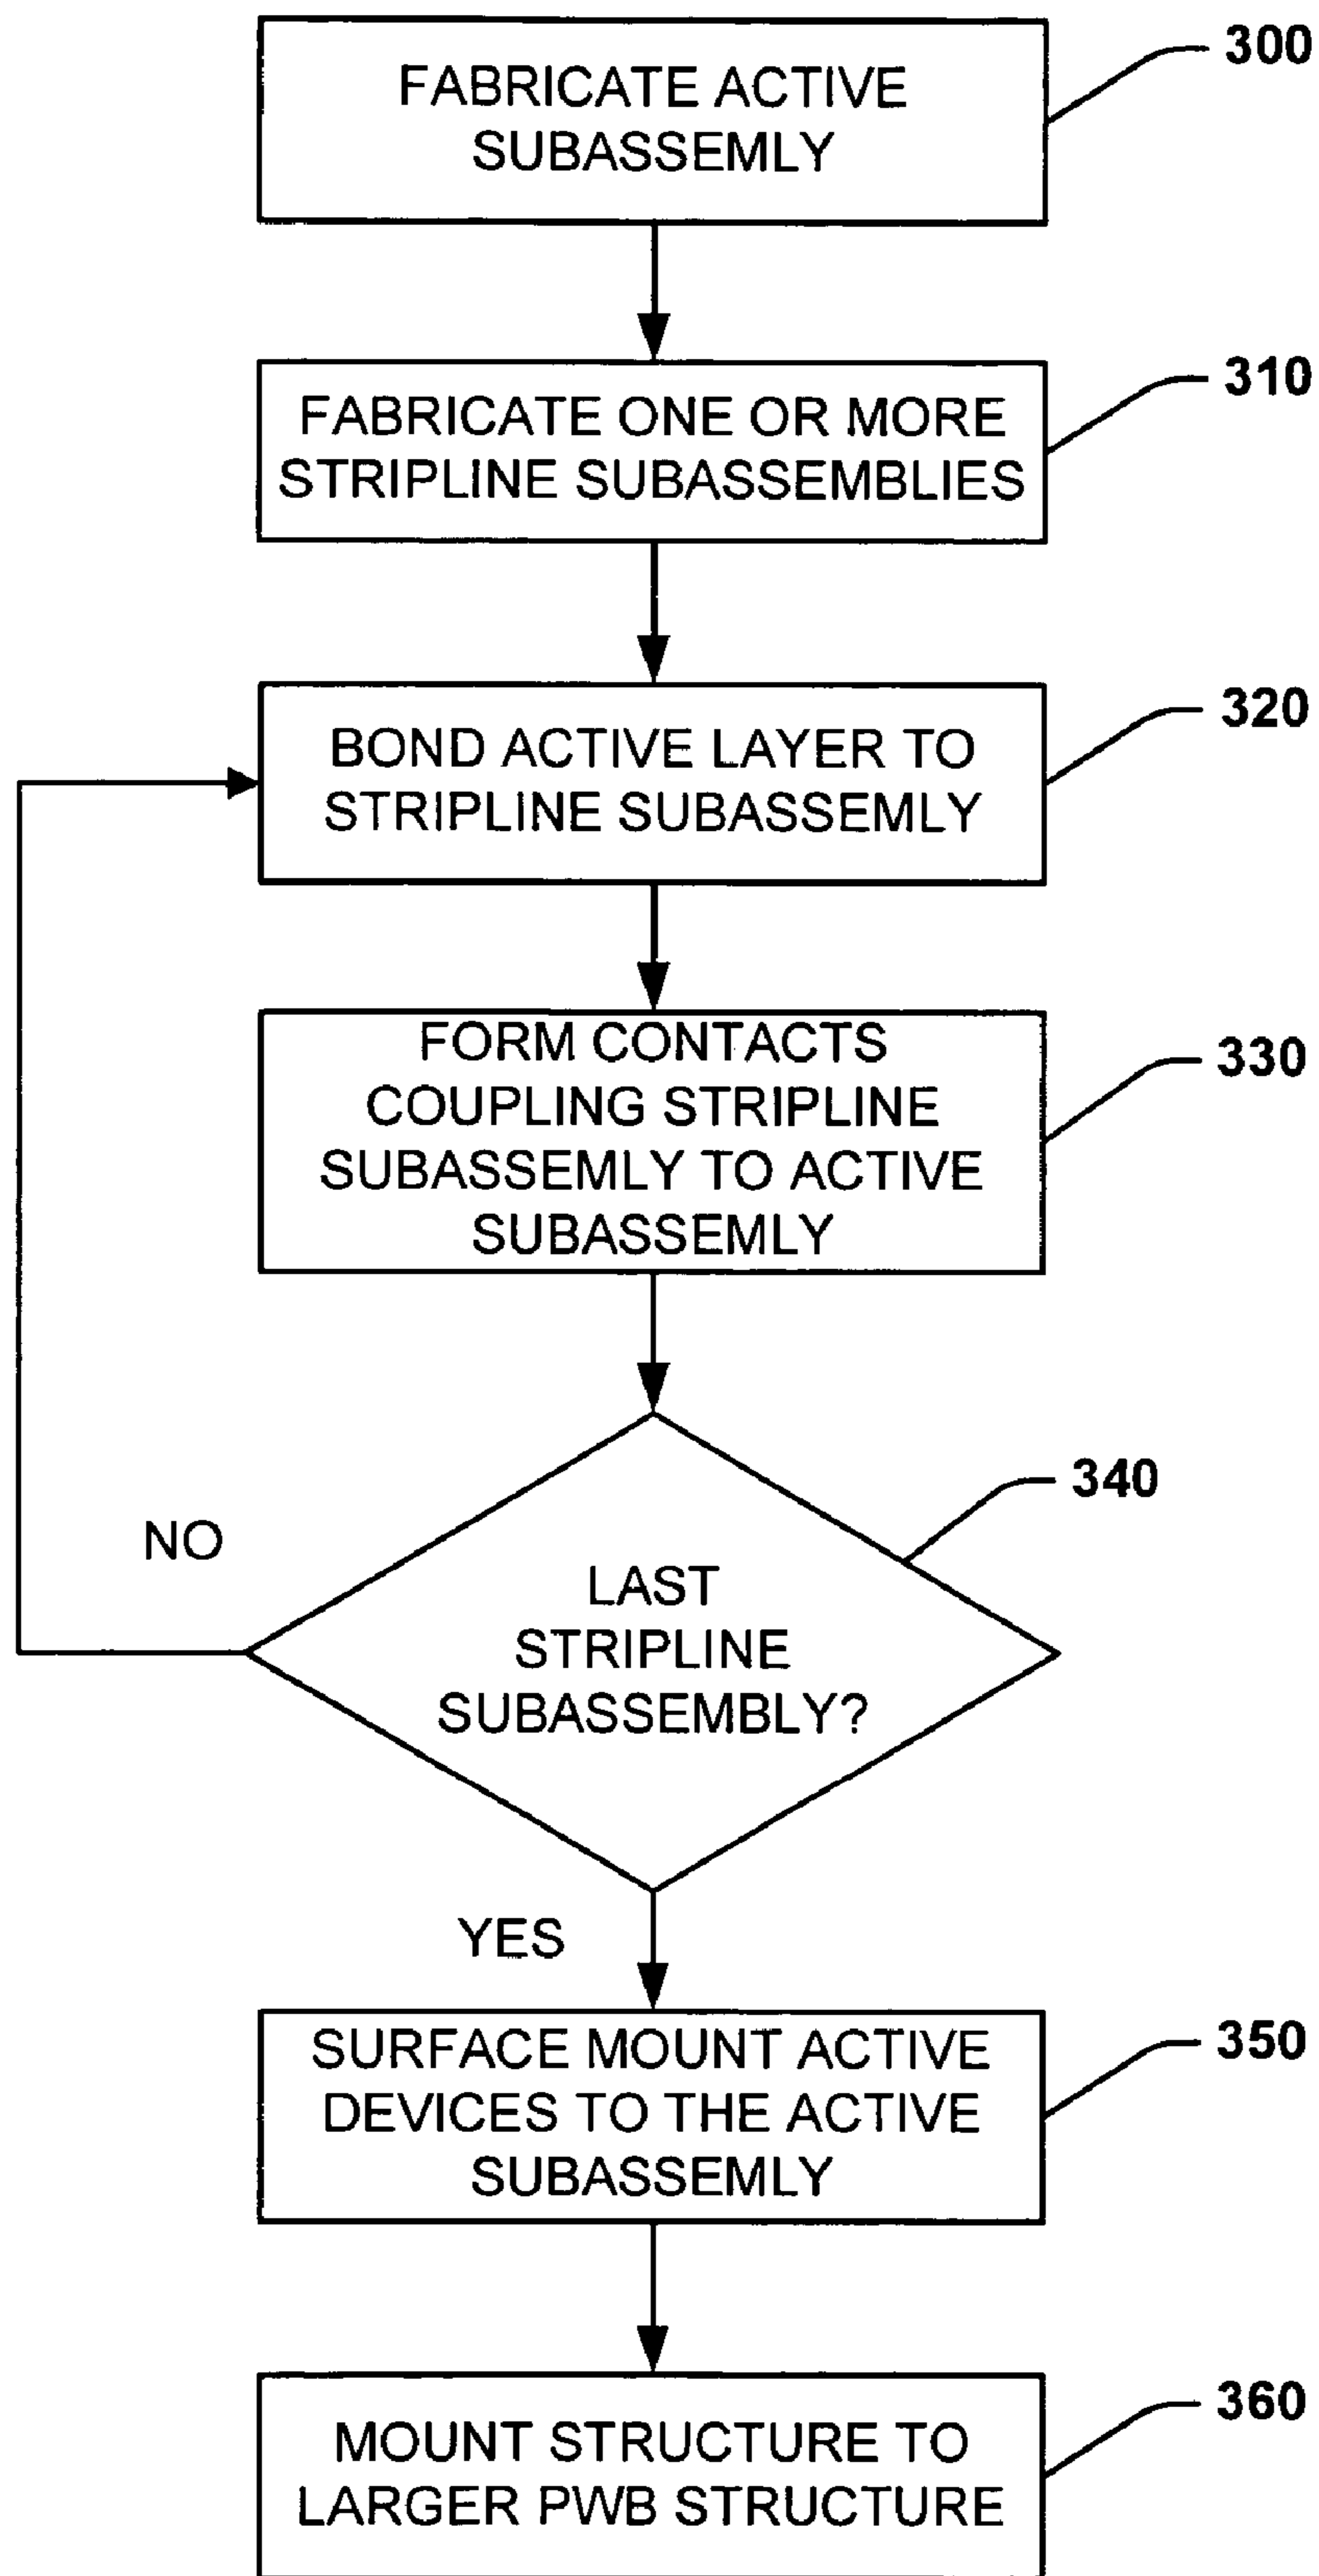 FABRICATE ACTIVE
SUBASSEMLY
300
FABRICATE ONE OR MORE
STRIPLINE SUBASSEMBLIES
310
BOND ACTIVE LAYER TO
STRIPLINE SUBASSEMLY
320
FORM CONTACTS
COUPLING STRIPLINE
SUBASSEMLY TO ACTIVE
SUBASSEMLY
330
LAST
STRIPLINE
SUBASSEMBLY?
340
NO
YES
SURFACE MOUNT ACTIVE
DEVICES TO THE ACTIVE
SUBASSEMLY
350
MOUNT STRUCTURE TO
LARGER PWB STRUCTURE
360